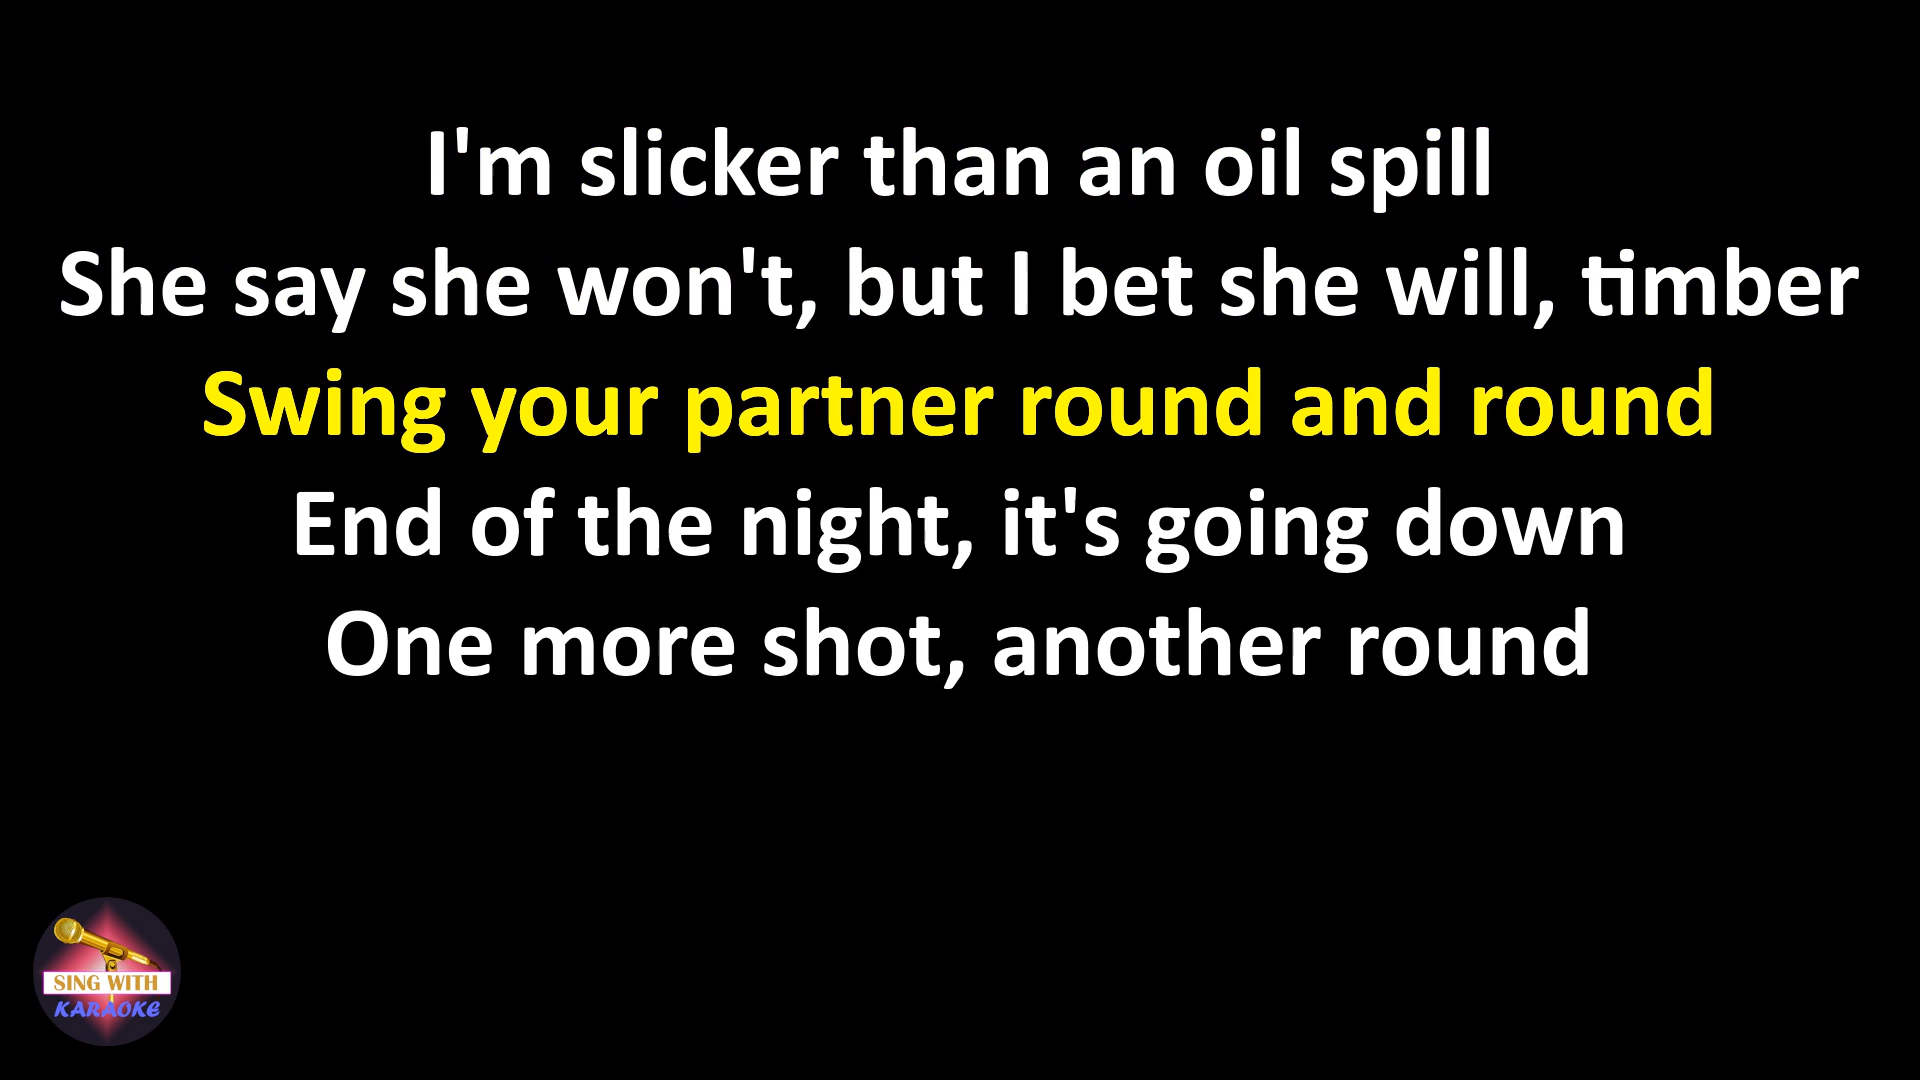 I'm slicker than an oil spill
She say she won't, but I bet she will, timber
Swing your partner round and round
End of the night, it's going down
One more shot, another round
SING WITH
KARAOKE